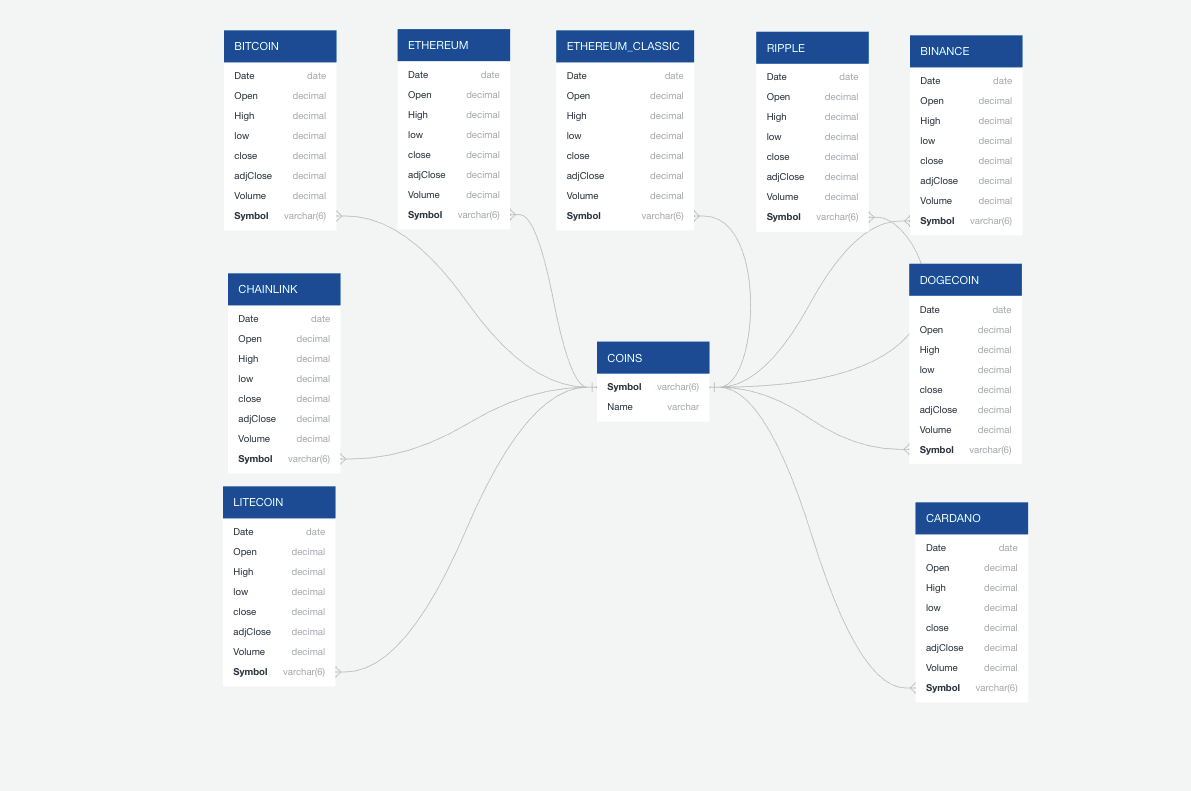 BITCOIN
Date date
Open decimal
High decimal
low decimal
close decimal
adjClose decimal
Volume decimal
Symbol varchar(6)
ETHEREUM
Date date
Open decimal
High decimal
low decimal
close decimal
adjClose decimal
Volume decimal
Symbol varchar(6)
ETHEREUM_CLASSIC
Date date
Open decimal
High decimal
low decimal
close decimal
adjClose decimal
Volume decimal
Symbol varchar(6)
RIPPLE
Date date
Open decimal
High decimal
low decimal
close decimal
adjClose decimal
Volume decimal
Symbol varchar(6)
BINANCE
Date date
Open decimal
High decimal
low decimal
close decimal
adjClose decimal
Volume decimal
Symbol varchar(6)
CHAINLINK
Date date
Open decimal
High decimal
low decimal
close decimal
adjClose decimal
Volume decimal
Symbol varchar(6)
COINS
Symbol varchar(6)
Name varchar
DOGECOIN
Date date
Open decimal
High decimal
low decimal
close decimal
adjClose decimal
Volume decimal
Symbol varchar(6)
LITECOIN
Date date
Open decimal
High decimal
low decimal
close decimal
adjClose decimal
Volume decimal
Symbol varchar(6)
CARDANO
Date date
Open decimal
High decimal
low decimal
close decimal
adjClose decimal
Volume decimal
Symbol varchar(6)